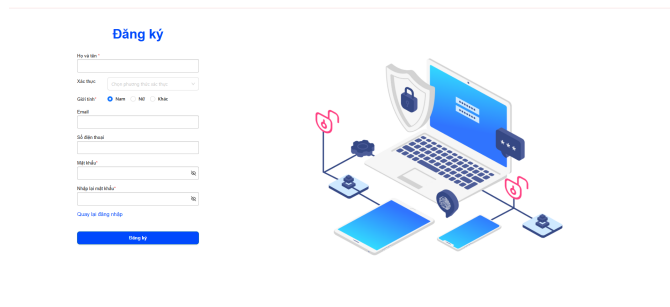 Đăng ký
Họ và tên *
Xác thực
Chọn phương thức xác thực
Giới tính*
Nam
Nữ
Khác
Email
Số điện thoại
Mật khẩu*
Nhập lại mật khẩu*
Quay lại đăng nhập
Đăng ký